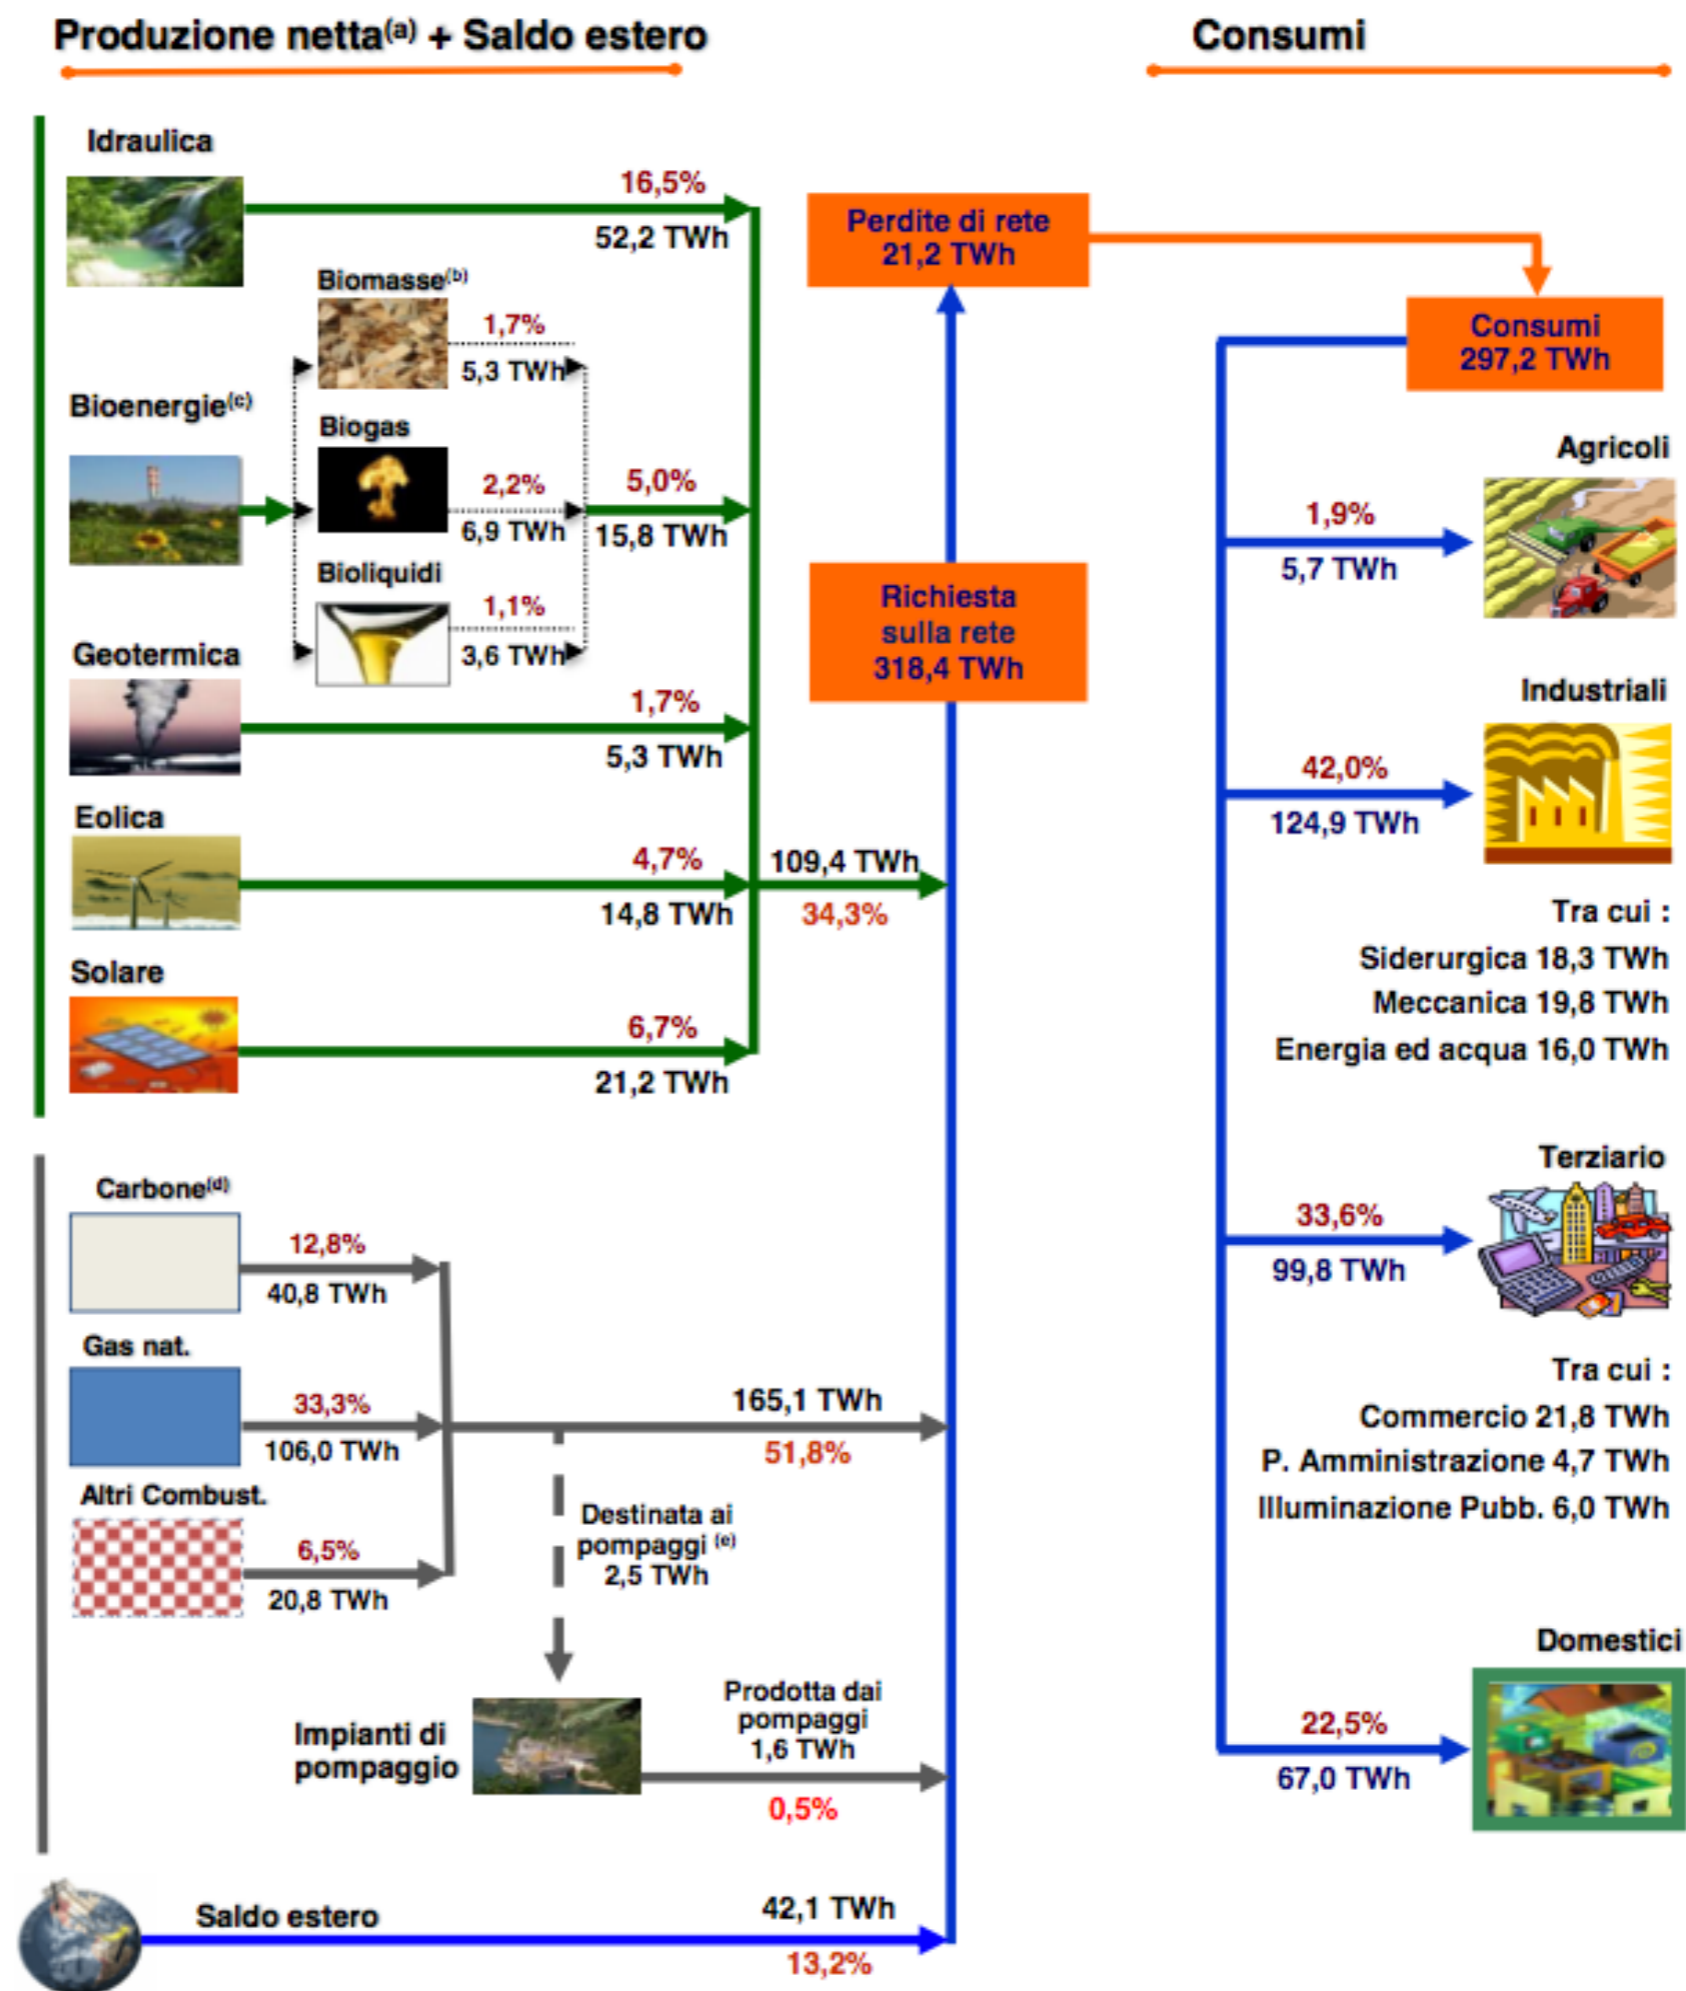 Produzione netta(a) + Saldo estero
Consumi
Idraulica
16,5%
52,2 TWh
Biomasse(b)
1,7%
5,3 TWh
Bioenergie(c)
Biogas
2,2%
6,9 TWh
5,0%
15,8 TWh
Bioliquidi
1,1%
3,6 TWh
Geotermica
1,7%
5,3 TWh
Eolica
4,7%
14,8 TWh
109,4 TWh
34,3%
Solare
6,7%
21,2 TWh
Carbone(d)
12,8%
40,8 TWh
Gas nat.
33,3%
106,0 TWh
165,1 TWh
51,8%
Altri Combust.
6,5%
20,8 TWh
Destinata ai
pompaggi (e)
2,5 TWh
Impianti di
pompaggio
Prodotta dai
pompaggi
1,6 TWh
0,5%
Saldo estero
42,1 TWh
13,2%
Perdite di rete
21,2 TWh
Richiesta
sulla rete
318,4 TWh
Consumi
297,2 TWh
Agricoli
1,9%
5,7 TWh
Industriali
42,0%
124,9 TWh
Tra cui :
Siderurgica 18,3 TWh
Meccanica 19,8 TWh
Energia ed acqua 16,0 TWh
Terziario
33,6%
99,8 TWh
Tra cui :
Commercio 21,8 TWh
P. Amministrazione 4,7 TWh
Illuminazione Pubb. 6,0 TWh
Domestici
22,5%
67,0 TWh